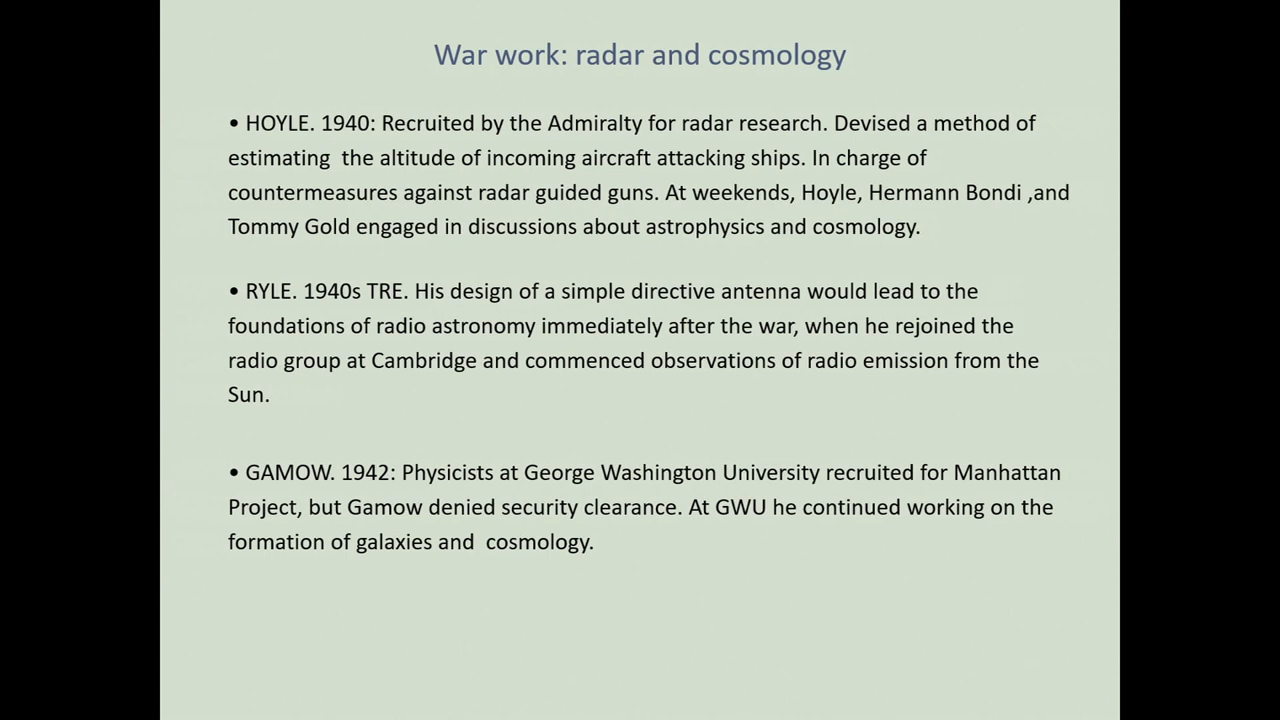 War work: radar and cosmology
• HOYLE. 1940: Recruited by the Admiralty for radar research. Devised a method of
estimating  the altitude of incoming aircraft attacking ships. In charge of
countermeasures against radar guided guns. At weekends, Hoyle, Hermann Bondi ,and
Tommy Gold engaged in discussions about astrophysics and cosmology.
• RYLE. 1940s TRE. His design of a simple directive antenna would lead to the
foundations of radio astronomy immediately after the war, when he rejoined the
radio group at Cambridge and commenced observations of radio emission from the
Sun.
• GAMOW. 1942: Physicists at George Washington University recruited for Manhattan
Project, but Gamow denied security clearance. At GWU he continued working on the
formation of galaxies and  cosmology.